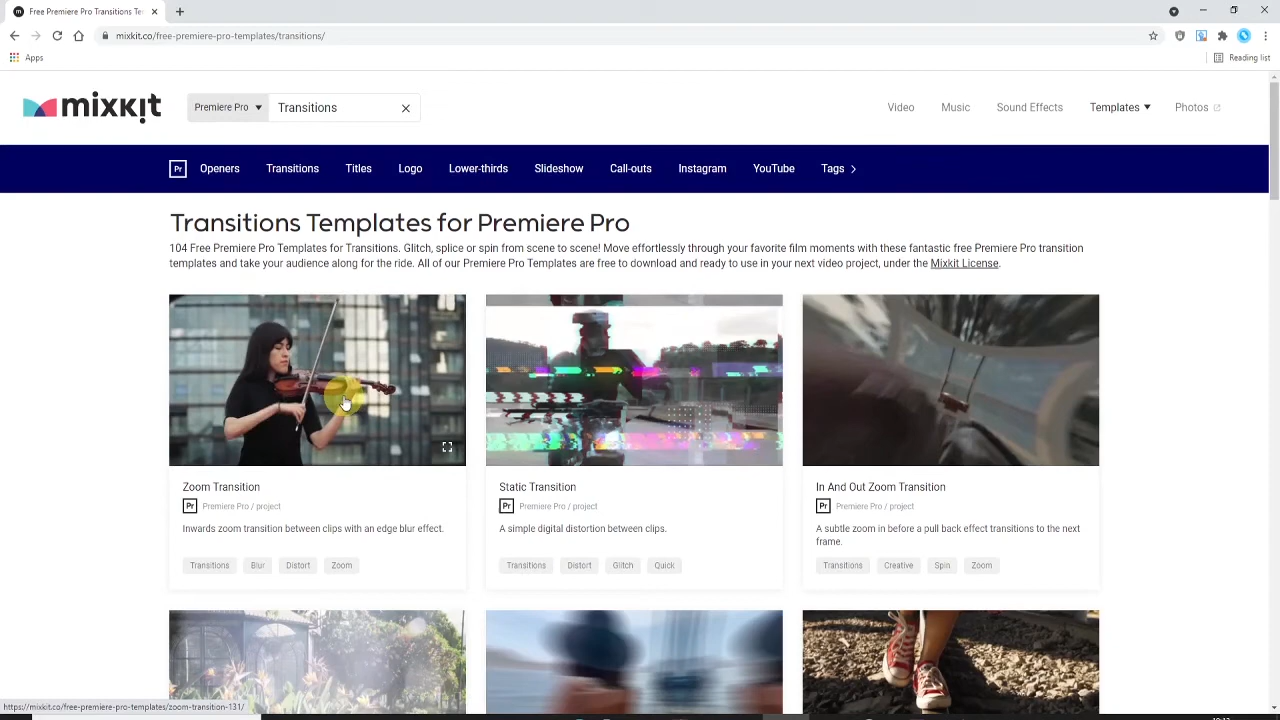 Free Premiere Pro Transitions Te
mixkit.co/free-premiere-pro-templates/transitions/
Apps
Reading list
mixkit
Premiere Pro
Transitions
Video
Music
Sound Effects
Templates
Photos
Pr
Openers
Transitions
Titles
Logo
Lower-thirds
Slideshow
Call-outs
Instagram
YouTube
Tags
Transitions Templates for Premiere Pro
104 Free Premiere Pro Templates for Transitions. Glitch, splice or spin from scene to scene! Move effortlessly through your favorite film moments with these fantastic free Premiere Pro transition
templates and take your audience along for the ride. All of our Premiere Pro Templates are free to download and ready to use in your next video project, under the Mixkit License.
Zoom Transition
Pr Premiere Pro / project
Inwards zoom transition between clips with an edge blur effect.
Transitions
Blur
Distort
Zoom
Static Transition
Pr Premiere Pro / project
A simple digital distortion between clips.
Transitions
Distort
Glitch
Quick
In And Out Zoom Transition
Pr Premiere Pro / project
A subtle zoom in before a pull back effect transitions to the next
frame.
Transitions
Creative
Spin
Zoom
https://mixkit.co/free-premiere-pro-templates/zoom-transition-131/